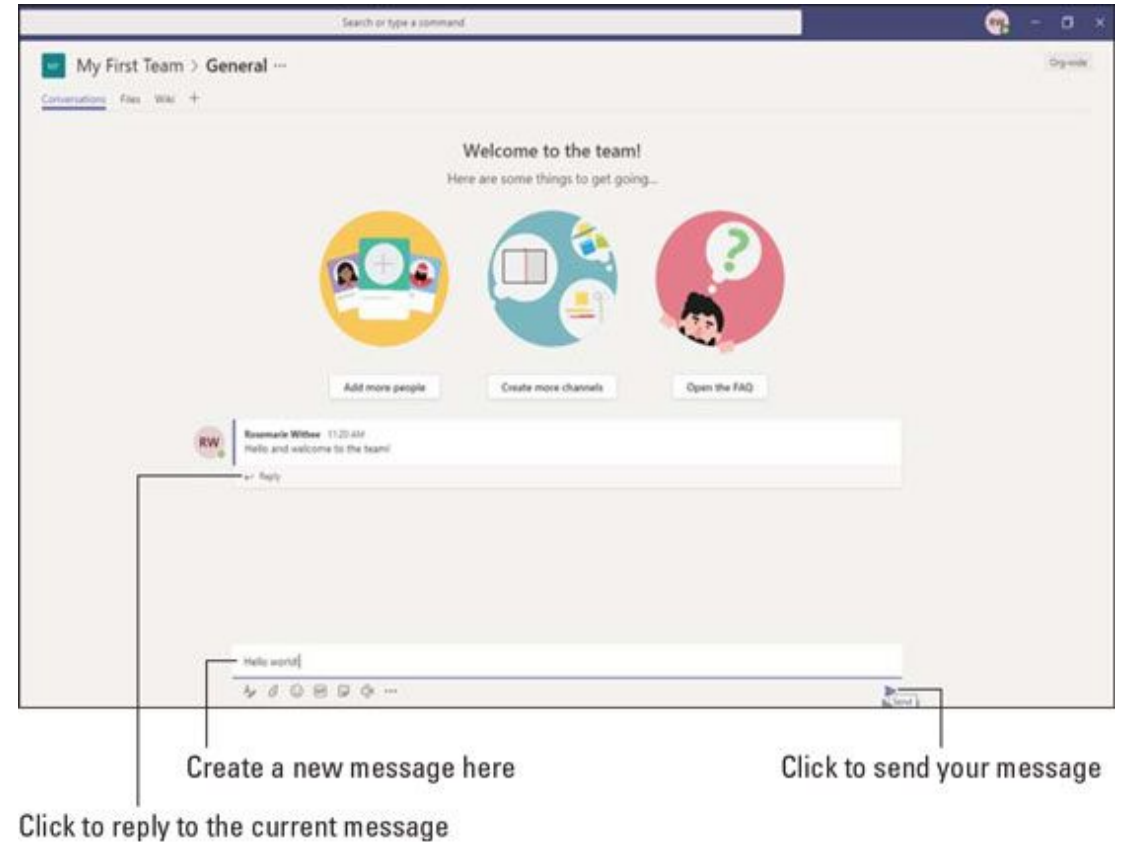 Search or type a command
RW
My First Team > General ...
Org-wide
Conversations Files Wiki +
Welcome to the team!
Here are some things to get going...
Add more people
Create more channels
Open the FAQ
RW
Rosemarie Withee 11:20 AM
Hello and welcome to the team!
Reply
Hello world
GIF
Send
Create a new message here
Click to send your message
Click to reply to the current message